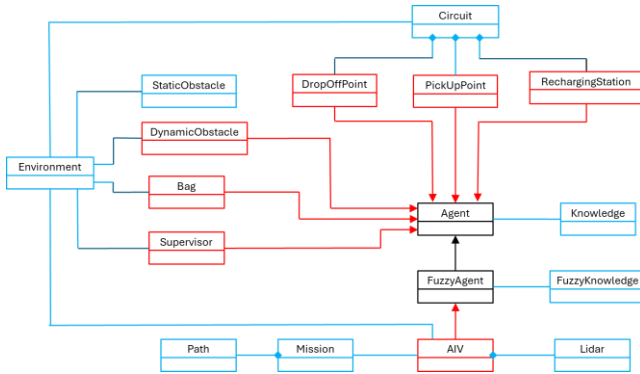 Circuit
StaticObstacle
DropOffPoint
PickUpPoint
RechargingStation
DynamicObstacle
Environment
Bag
Agent
Knowledge
Supervisor
FuzzyAgent
FuzzyKnowledge
Path
Mission
AIV
Lidar